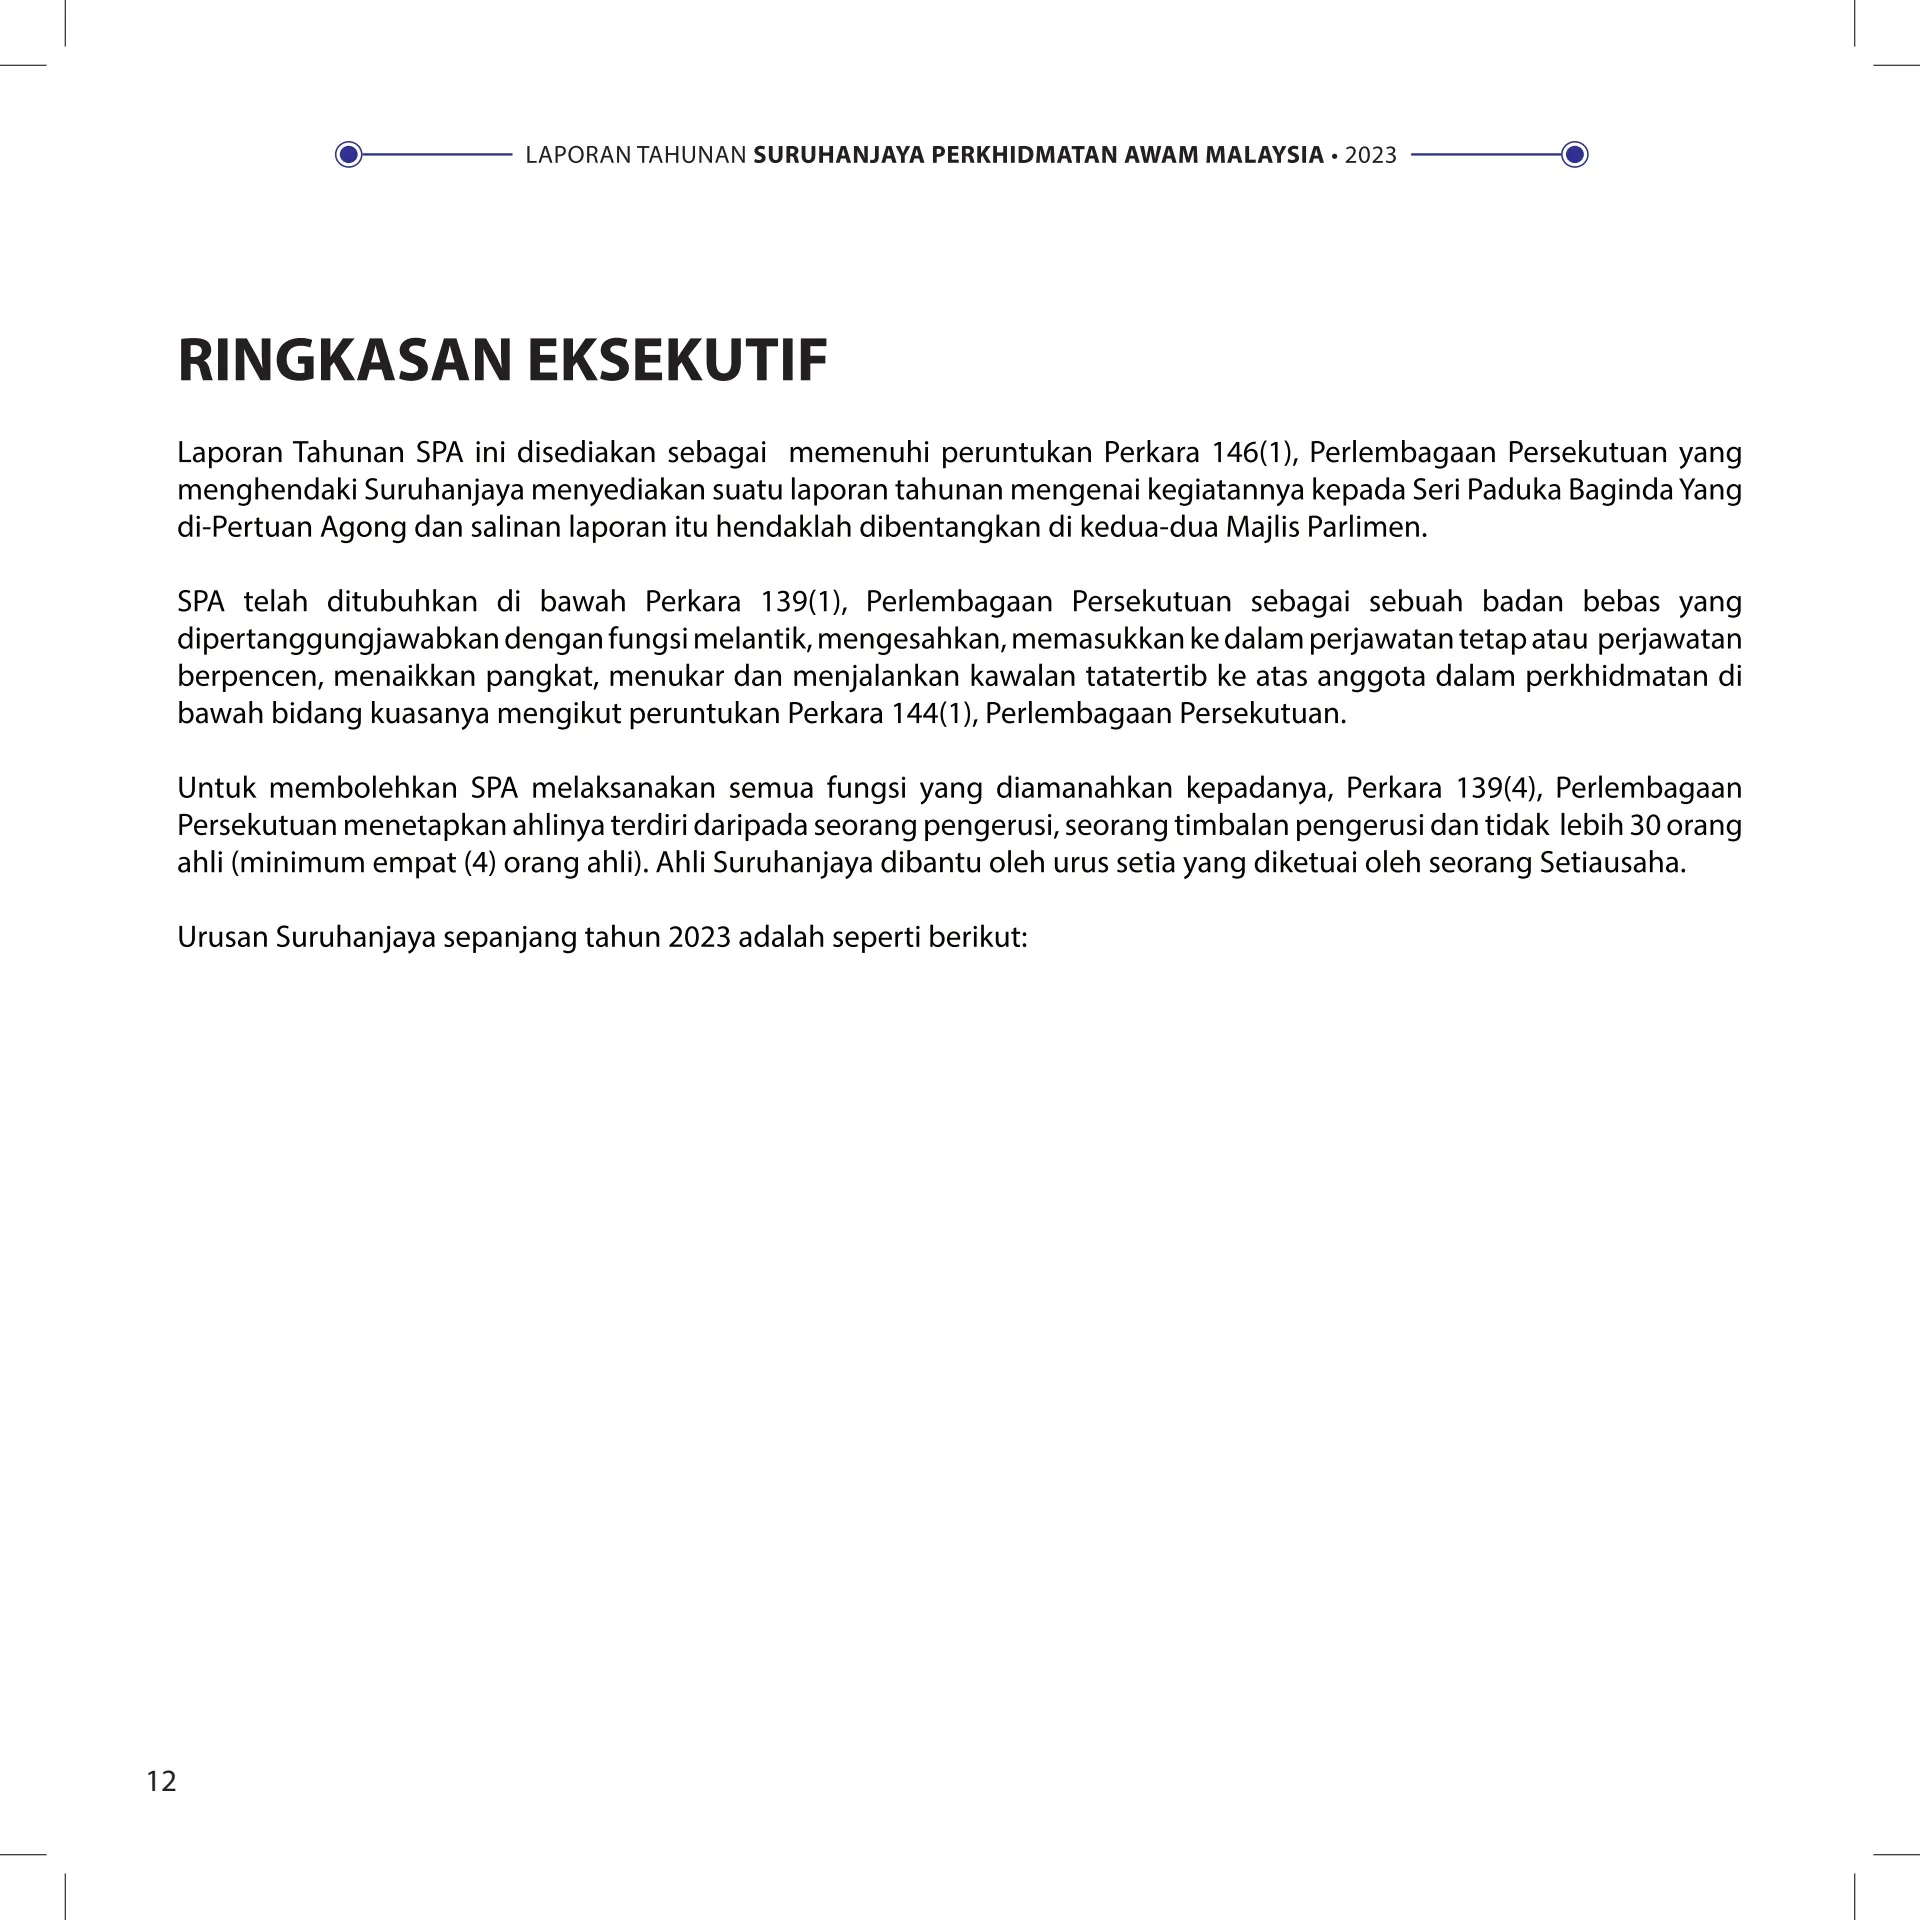 LAPORAN TAHUNAN SURUHANJAYA PERKHIDMATAN AWAM MALAYSIA • 2023
RINGKASAN EKSEKUTIF
Laporan Tahunan SPA ini disediakan sebagai memenuhi peruntukan Perkara 146(1), Perlembagaan Persekutuan yang
menghendaki Suruhanjaya menyediakan suatu laporan tahunan mengenai kegiatannya kepada Seri Paduka Baginda Yang
di-Pertuan Agong dan salinan laporan itu hendaklah dibentangkan di kedua-dua Majlis Parlimen.
SPA telah ditubuhkan di bawah Perkara 139(1), Perlembagaan Persekutuan sebagai sebuah badan bebas yang
dipertanggungjawabkan dengan fungsi melantik, mengesahkan, memasukkan ke dalam perjawatan tetap atau perjawatan
berpencen, menaikkan pangkat, menukar dan menjalankan kawalan tatatertib ke atas anggota dalam perkhidmatan di
bawah bidang kuasanya mengikut peruntukan Perkara 144(1), Perlembagaan Persekutuan.
Untuk membolehkan SPA melaksanakan semua fungsi yang diamanahkan kepadanya, Perkara 139(4), Perlembagaan
Persekutuan menetapkan ahlinya terdiri daripada seorang pengerusi, seorang timbalan pengerusi dan tidak lebih 30 orang
ahli (minimum empat (4) orang ahli). Ahli Suruhanjaya dibantu oleh urus setia yang diketuai oleh seorang Setiausaha.
Urusan Suruhanjaya sepanjang tahun 2023 adalah seperti berikut:
12